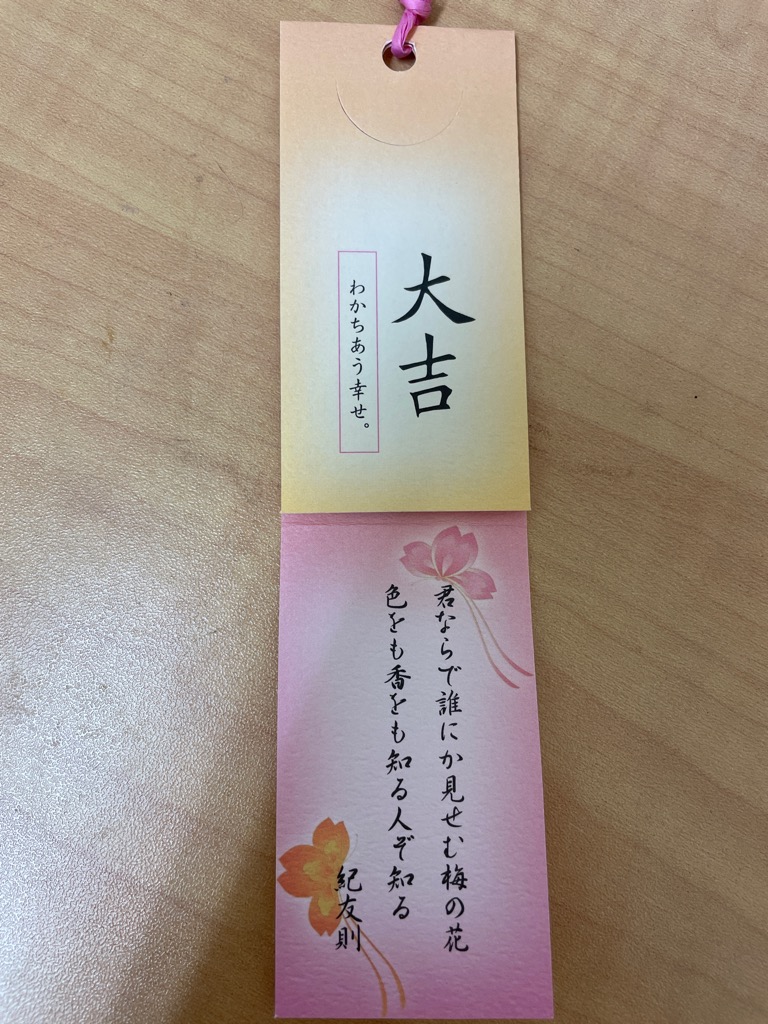 大吉
わかちあう幸せ。
君ならで誰にか見せむ梅の花
色をも香をも知る人ぞ知る
紀友則